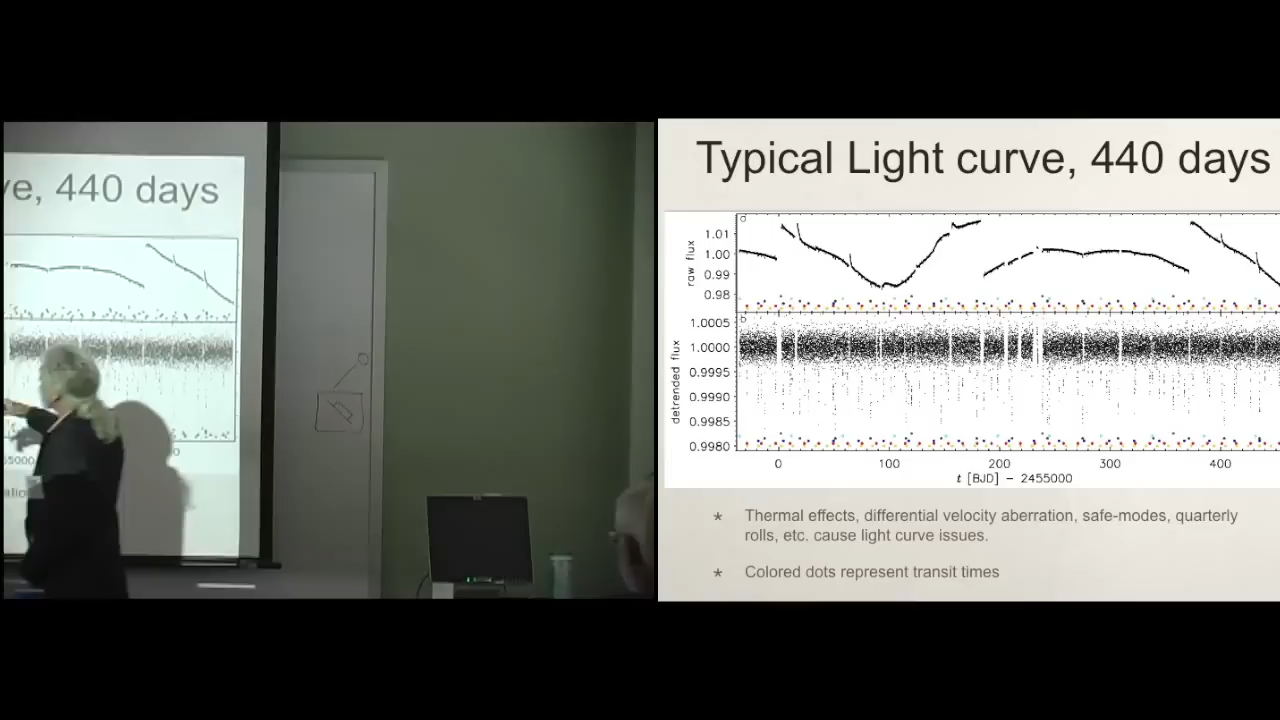 ve, 440 days
Typical Light curve, 440 days
a
raw flux
1.01
1.00
0.99
0.98
b
detrended flux
1.0005
1.0000
0.9995
0.9990
0.9985
0.9980
0 100 200 300 400
t [BJD] - 2455000
* Thermal effects, differential velocity aberration, safe-modes, quarterly
rolls, etc. cause light curve issues.
* Colored dots represent transit times